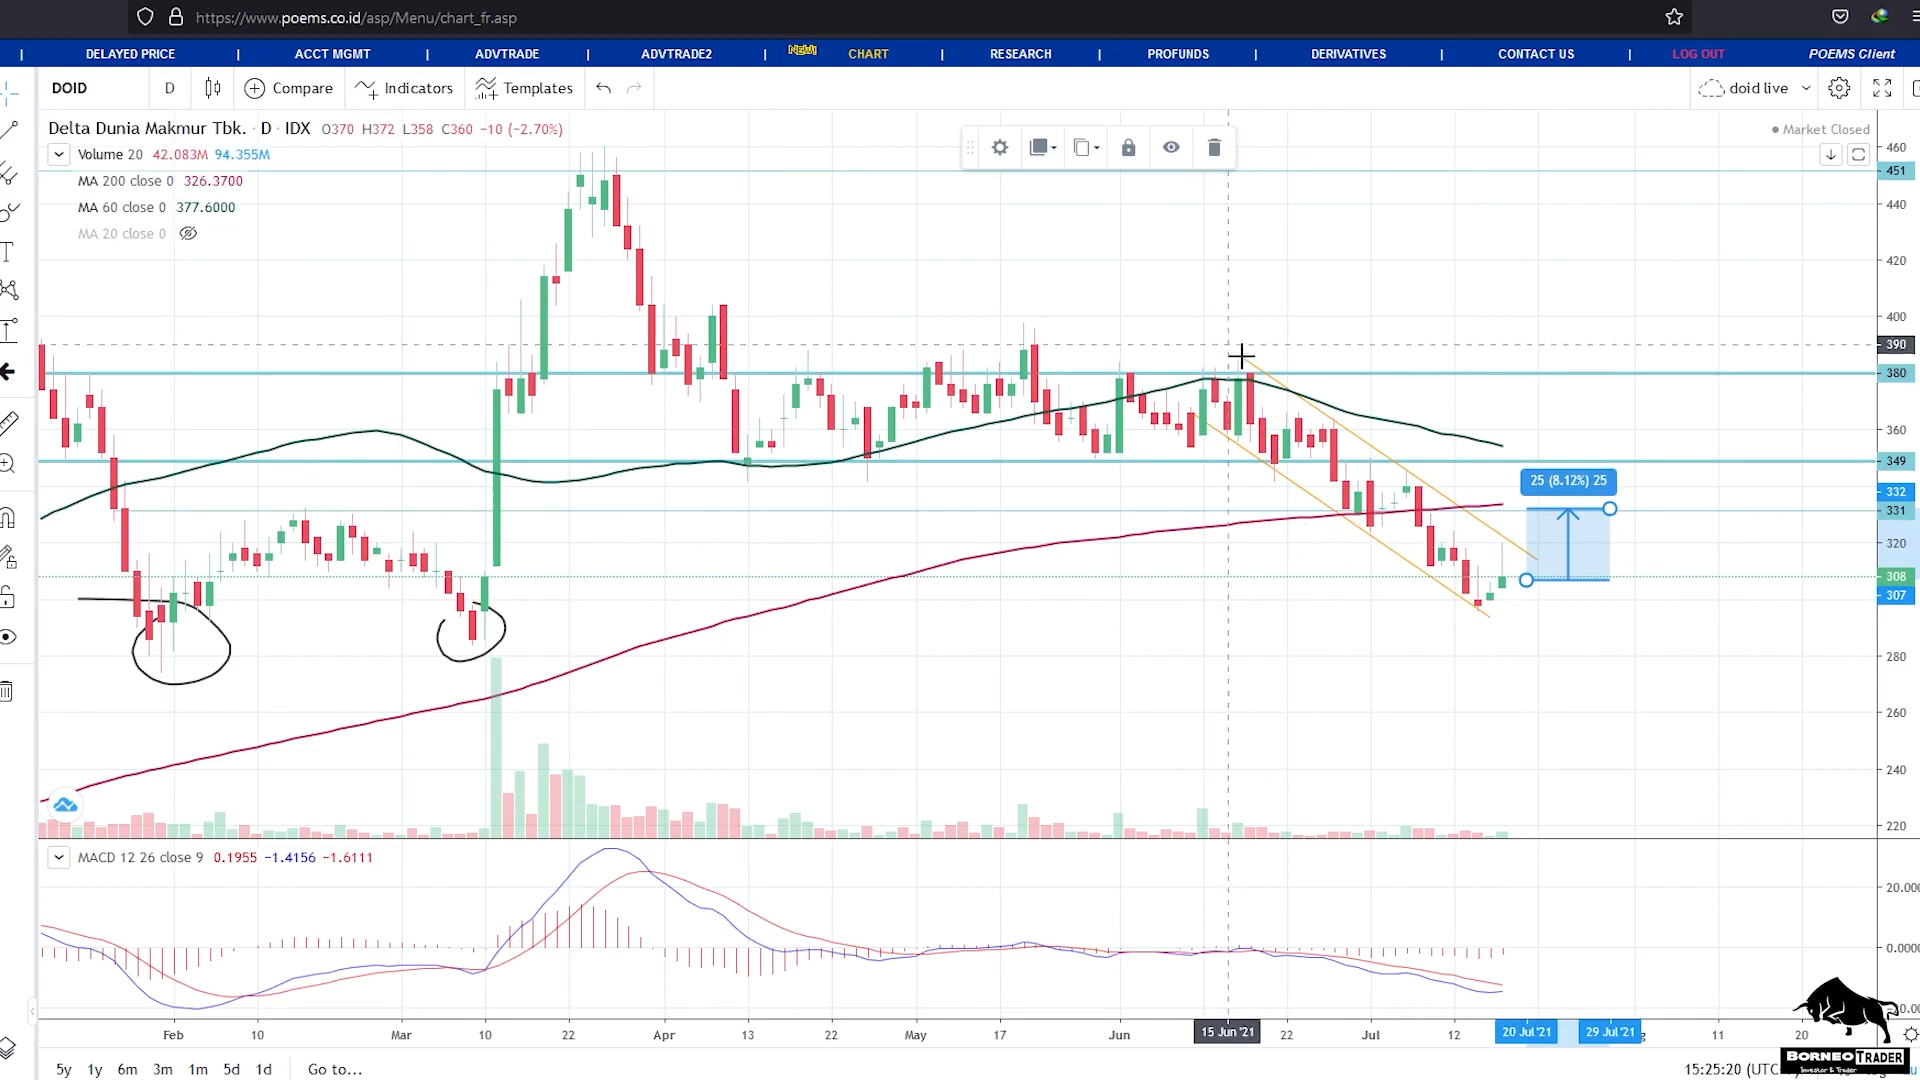 https://www.poems.co.id/asp/Menu/chart_fr.asp
DELAYED PRICE | ACCT MGMT | ADVTRADE | ADVTRADE2 | NEW! CHART | RESEARCH | PROFUNDS | DERIVATIVES | CONTACT US | LOG OUT POEMS Client
DOID D Compare Indicators Templates doid live
Delta Dunia Makmur Tbk. · D · IDX O370 H372 L358 C360 −10 (−2.70%)
Market Closed
Volume 20 42.083M 94.355M
MA 200 close 0 326.3700
MA 60 close 0 377.6000
MA 20 close 0
460
451
440
420
400
390
380
360
349
25 (8.12%) 25
332
331
320
308
307
280
260
240
220
MACD 12 26 close 9 0.1955 −1.4156 −1.6111
20.000
0.0000
Feb 10 Mar 10 22 Apr 13 22 May 17 Jun 15 Jun '21 22 Jul 12 20 Jul '21 29 Jul '21 11 20
BORNEO TRADER
Investor & Trader
5y 1y 6m 3m 1m 5d 1d Go to... 15:25:20 (UTC